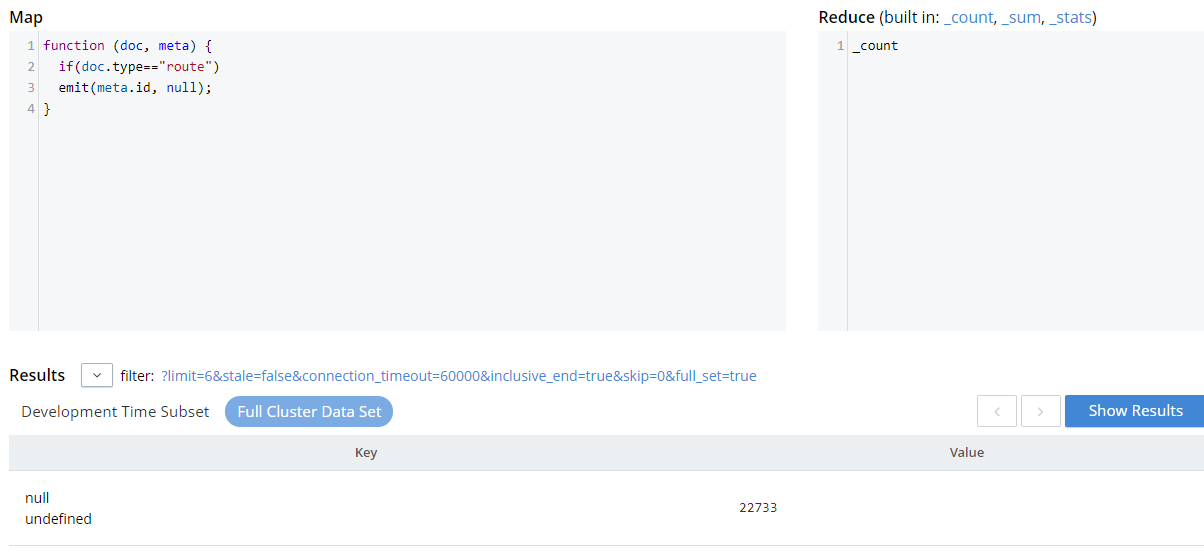 Map
1 function (doc, meta) {
2 if(doc.type=="route")
3 emit(meta.id, null);
4 }
Reduce (built in: _count, _sum, _stats)
1 _count
Results filter: ?limit=6&stale=false&connection_timeout=60000&inclusive_end=true&skip=0&full_set=true
Development Time Subset Full Cluster Data Set < > Show Results
Key Value
null
undefined
22733